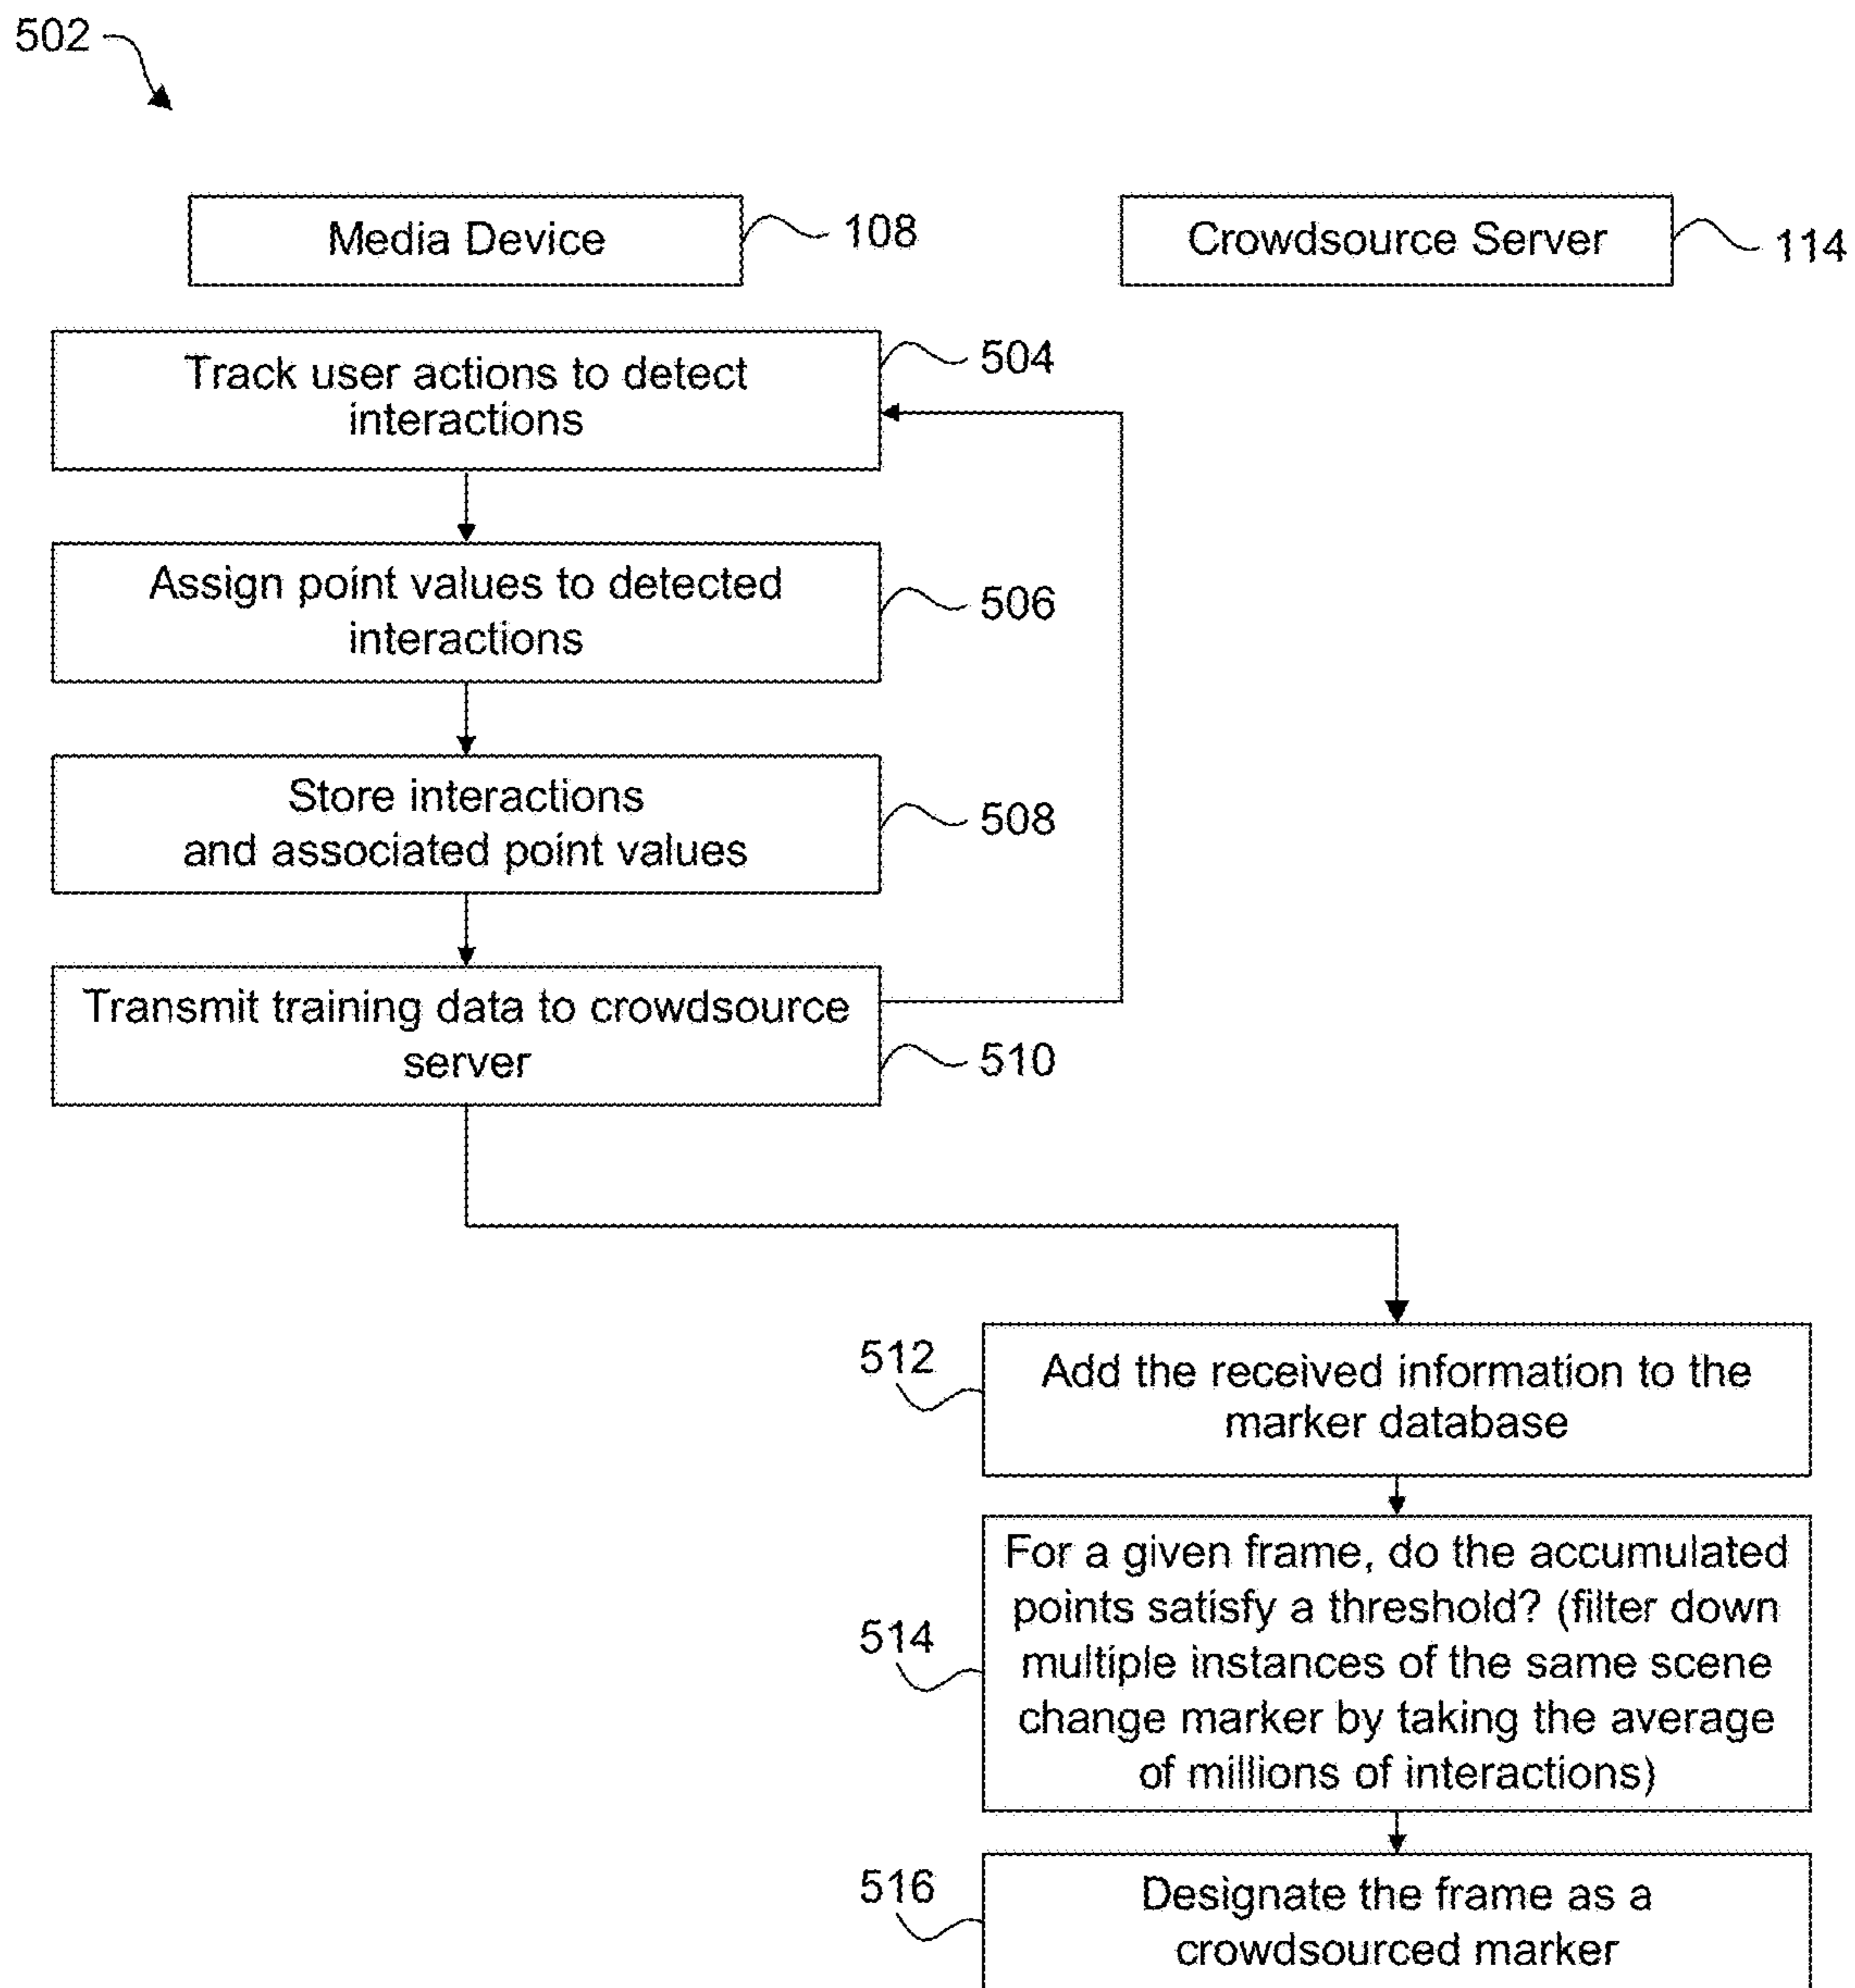 502
Media Device
108
Crowdsource Server
114
Track user actions to detect
interactions
504
Assign point values to detected
interactions
506
Store interactions
and associated point values
508
Transmit training data to crowdsource
server
510
512
Add the received information to the
marker database
514
For a given frame, do the accumulated
points satisfy a threshold? (filter down
multiple instances of the same scene
change marker by taking the average
of millions of interactions)
516
Designate the frame as a
crowdsourced marker